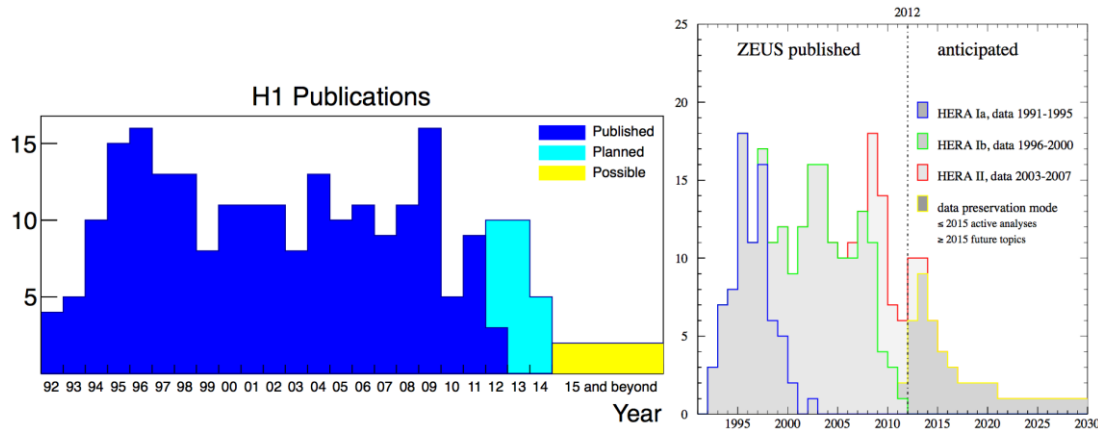 H1 Publications
15
10
5
Published
Planned
Possible
92 93 94 95 96 97 98 99 00 01 02 03 04 05 06 07 08 09 10 11 12 13 14 15 and beyond
Year
2012
25
20
15
10
5
0
ZEUS published
anticipated
HERA Ia, data 1991-1995
HERA Ib, data 1996-2000
HERA II, data 2003-2007
data preservation mode
≤ 2015 active analyses
≥ 2015 future topics
1995 2000 2005 2010 2015 2020 2025 2030